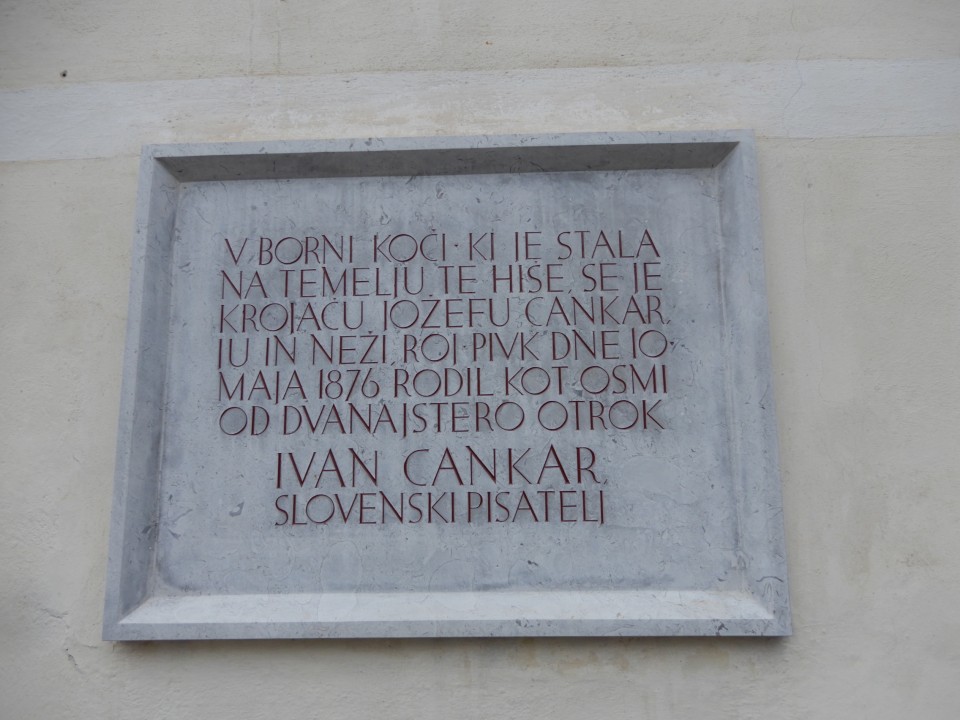 V BORNI KOČI · KI JE STALA
NA TEMELJU TE HIŠE, SE JE
KROJAČU JOŽEFU CANKAR,
JU IN NEŽI, ROJ · PIVK DNE 10 ·
MAJA 1876 RODIL KOT OSMI
OD DVANAJSTERO OTROK
IVAN CANKAR,
SLOVENSKI PISATELJ